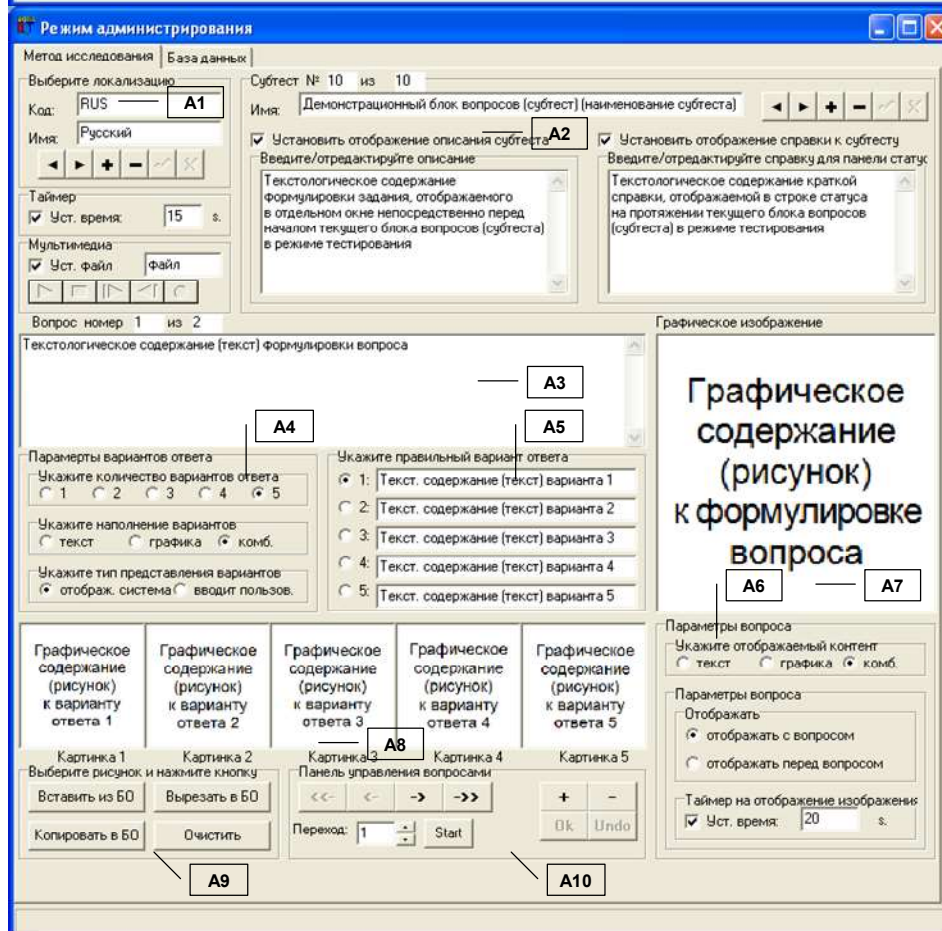 Режим администрирования
Метод исследования База данных
Выберите локализацию
Код: RUS
A1
Имя: Русский
Субтест № 10 из 10
Имя: Демонстрационный блок вопросов (субтест) (наименование субтеста)
A2
Установить отображение описания субтеста
Введите/отредактируйте описание
Текстологическое содержание
формулировки задания, отображаемого
в отдельном окне непосредственно перед
началом текущего блока вопросов (субтеста)
в режиме тестирования
Установить отображение справки к субтесту
Введите/отредактируйте справку для панели статус
Текстологическое содержание краткой
справки, отображаемой в строке статуса
на протяжении текущего блока вопросов
(субтеста) в режиме тестирования
Таймер
Уст. время: 15 s.
Мультимедиа
Уст. файл файл
Вопрос номер 1 из 2
Текстологическое содержание (текст) формулировки вопроса
A3
Графическое изображение
Графическое
содержание
(рисунок)
к формулировке
вопроса
A4
A5
A6
A7
Парамерты вариантов ответа
Укажите количество вариантов ответа
1 2 3 4 5
Укажите наполнение вариантов
текст графика комб.
Укажите тип представления вариантов
отображ. система вводит пользов.
Укажите правильный вариант ответа
1: Текст. содержание (текст) варианта 1
2: Текст. содержание (текст) варианта 2
3: Текст. содержание (текст) варианта 3
4: Текст. содержание (текст) варианта 4
5: Текст. содержание (текст) варианта 5
Графическое
содержание
(рисунок)
к варианту
ответа 1
Графическое
содержание
(рисунок)
к варианту
ответа 2
Графическое
содержание
(рисунок)
к варианту
ответа 3
Графическое
содержание
(рисунок)
к варианту
ответа 4
Графическое
содержание
(рисунок)
к варианту
ответа 5
A8
Картинка 1 Картинка 2 Картинка 3 Картинка 4 Картинка 5
Параметры вопроса
Укажите отображаемый контент
текст графика комб.
Параметры вопроса
Отображать
отображать с вопросом
отображать перед вопросом
Таймер на отображение изображения
Уст. время: 20 s.
Выберите рисунок и нажмите кнопку
Вставить из БО Вырезать в БО
Копировать в БО Очистить
A9
Панель управления вопросами
<<- <- -> ->> + -
Переход: 1 Start Ok Undo
A10